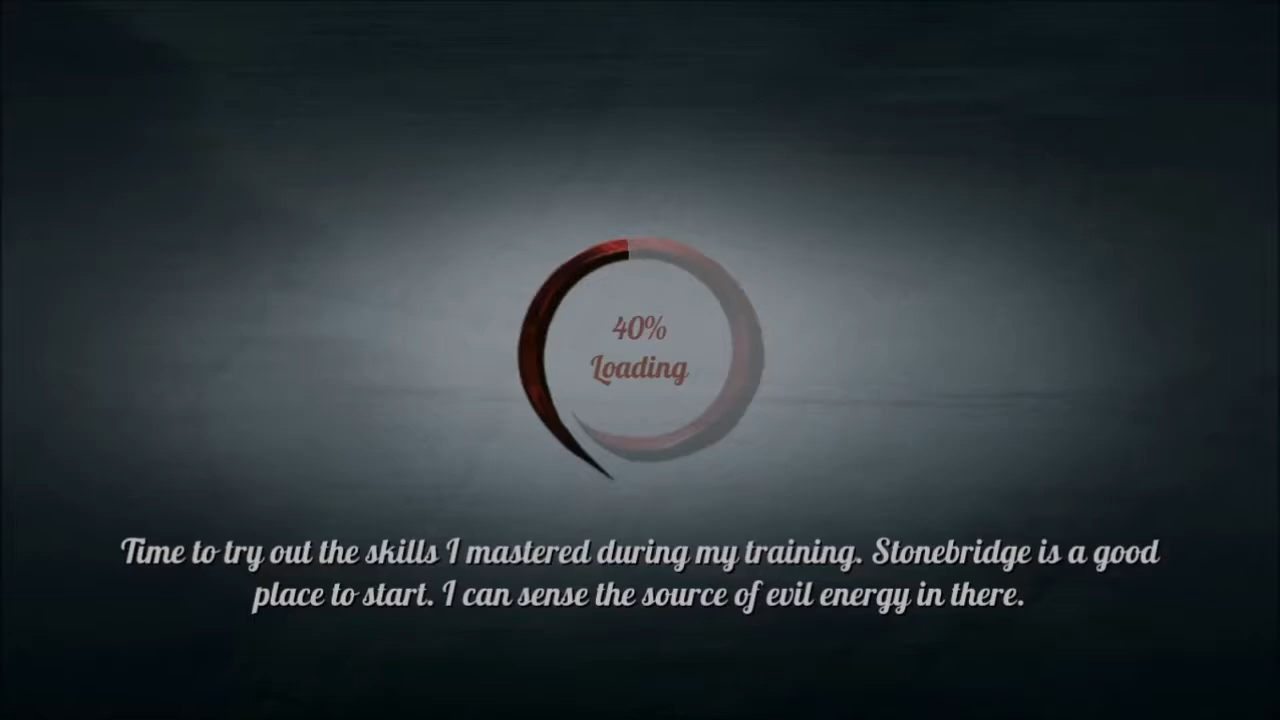 40%
Loading
Time to try out the skills I mastered during my training. Stonebridge is a good
place to start. I can sense the source of evil energy in there.